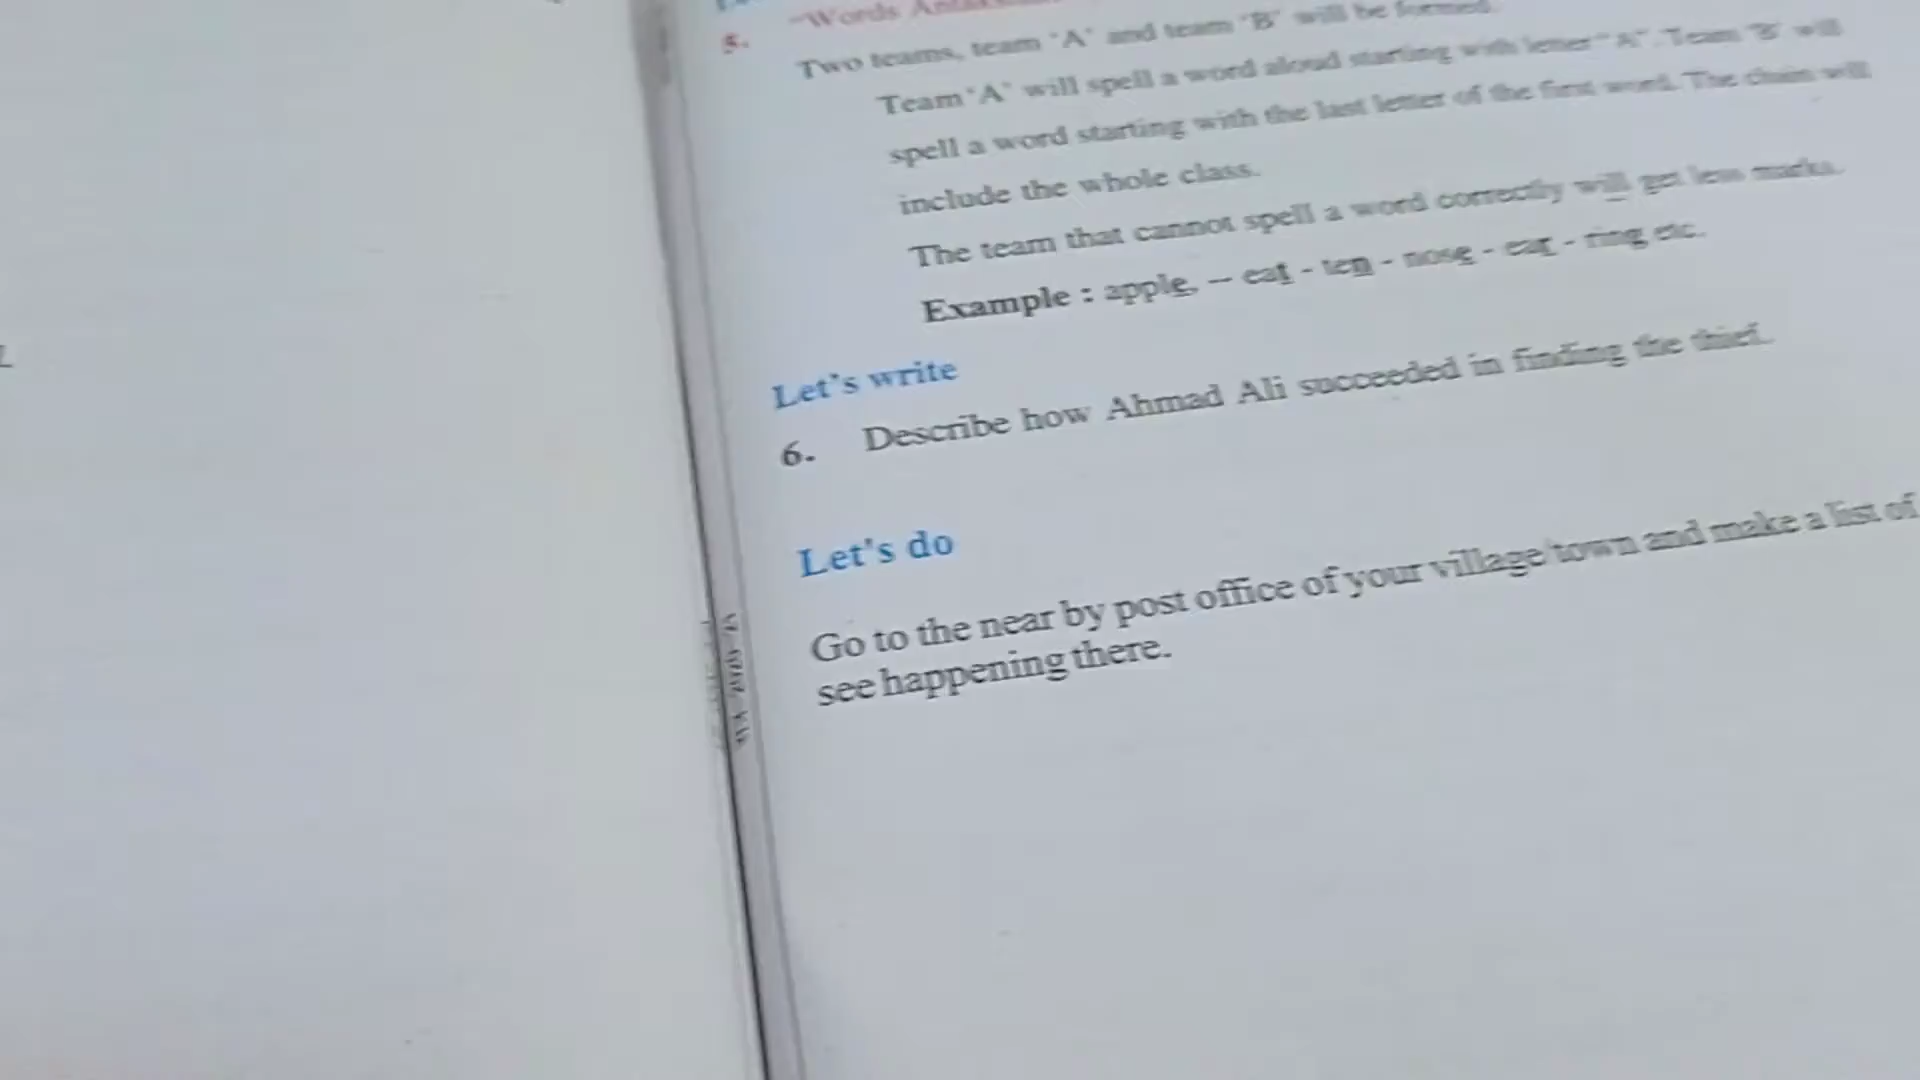 5. "Words
Two teams, team 'A' and team 'B' will be formed.
Team 'A' will spell a word aloud starting with letter "A". Team 'B' will
spell a word starting with the last letter of the first word. The chain will
include the whole class.
The team that cannot spell a word correctly will get less marks.
Example : apple, -- eat - ten - nose - ear - ring etc.
Let's write
6. Describe how Ahmad Ali succeeded in finding the thief.
Let's do
Go to the near by post office of your village/town and make a list of
see happening there.